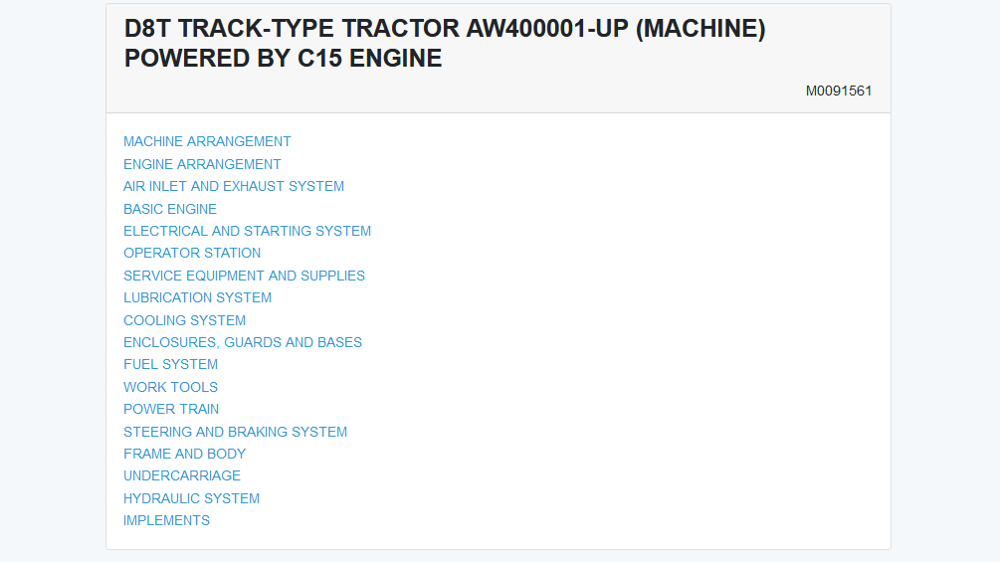 D8T TRACK-TYPE TRACTOR AW400001-UP (MACHINE)
POWERED BY C15 ENGINE
M0091561
MACHINE ARRANGEMENT
ENGINE ARRANGEMENT
AIR INLET AND EXHAUST SYSTEM
BASIC ENGINE
ELECTRICAL AND STARTING SYSTEM
OPERATOR STATION
SERVICE EQUIPMENT AND SUPPLIES
LUBRICATION SYSTEM
COOLING SYSTEM
ENCLOSURES, GUARDS AND BASES
FUEL SYSTEM
WORK TOOLS
POWER TRAIN
STEERING AND BRAKING SYSTEM
FRAME AND BODY
UNDERCARRIAGE
HYDRAULIC SYSTEM
IMPLEMENTS